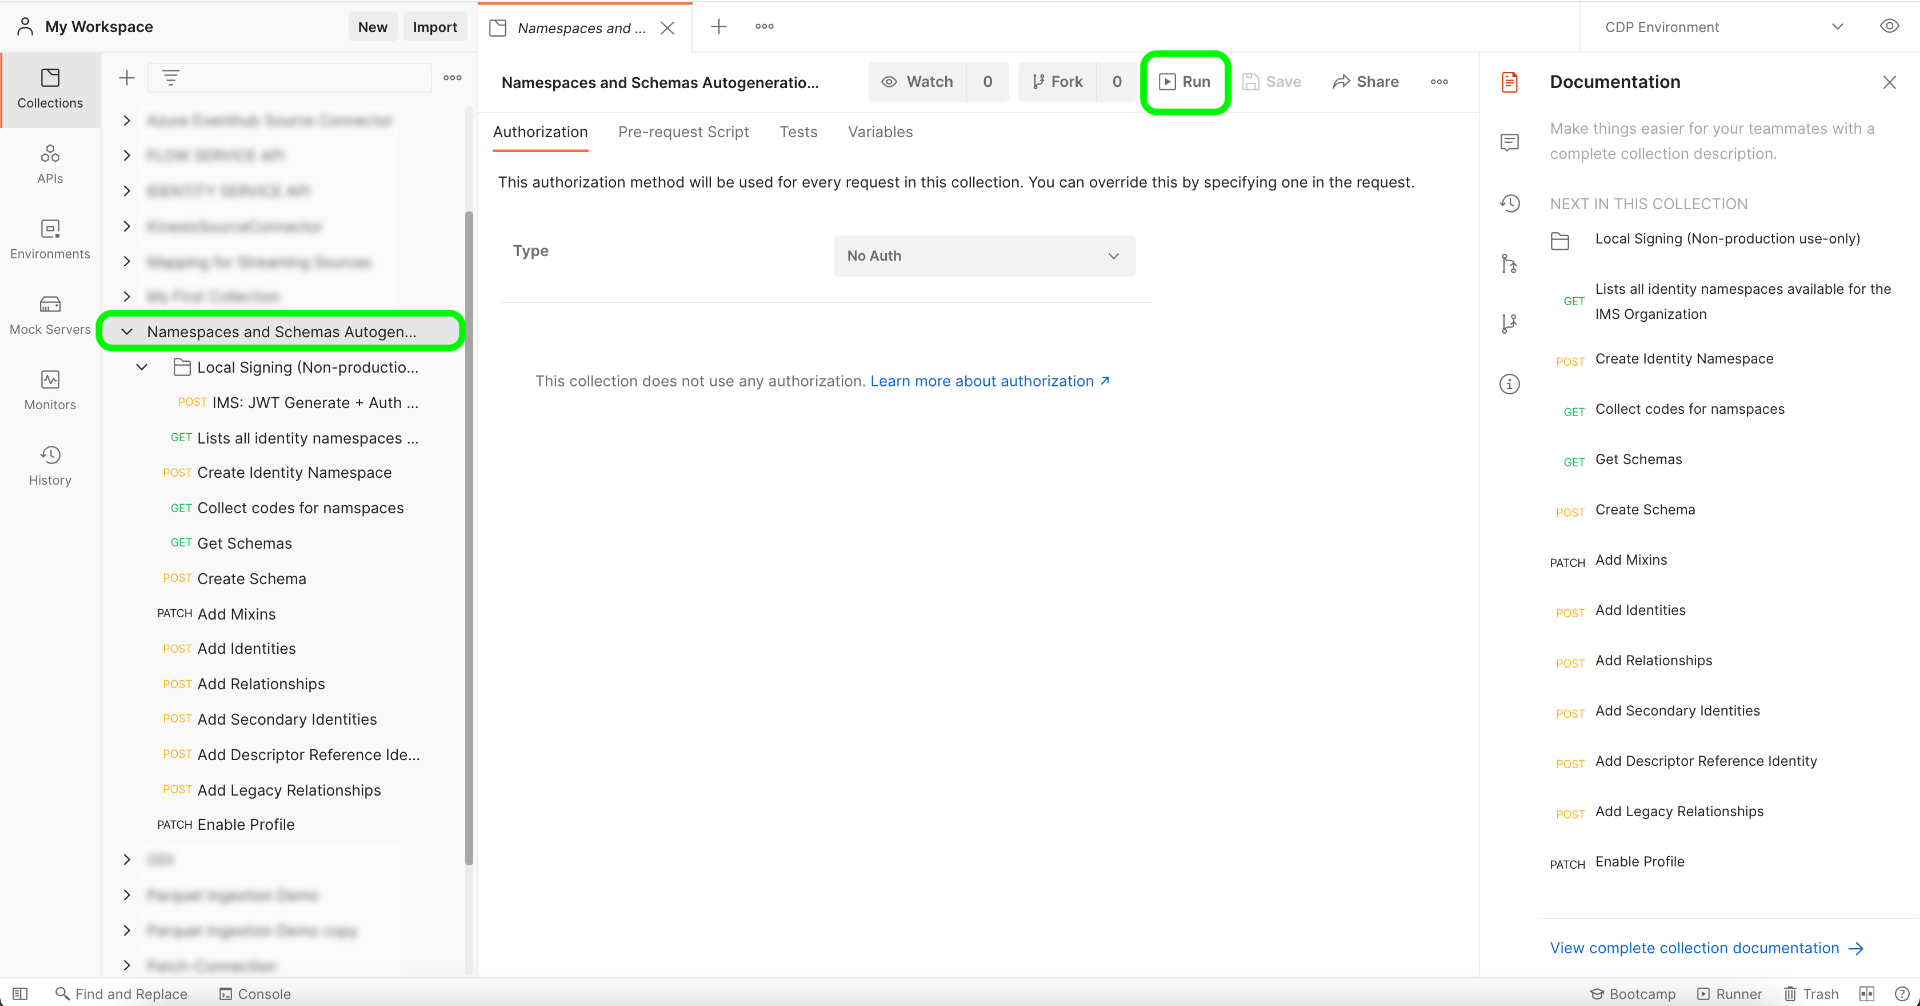 My Workspace
New
Import
Namespaces and ...
CDP Environment
Collections
APIs
Environments
Mock Servers
Monitors
History
Namespaces and Schemas Autogen...
Local Signing (Non-productio...
POST IMS: JWT Generate + Auth ...
GET Lists all identity namespaces ...
POST Create Identity Namespace
GET Collect codes for namspaces
GET Get Schemas
POST Create Schema
PATCH Add Mixins
POST Add Identities
POST Add Relationships
POST Add Secondary Identities
POST Add Descriptor Reference Ide...
POST Add Legacy Relationships
PATCH Enable Profile
Namespaces and Schemas Autogeneratio...
Watch 0
Fork 0
Run
Save
Share
Authorization
Pre-request Script
Tests
Variables
This authorization method will be used for every request in this collection. You can override this by specifying one in the request.
Type
No Auth
This collection does not use any authorization. Learn more about authorization ↗
Documentation
Make things easier for your teammates with a
complete collection description.
NEXT IN THIS COLLECTION
Local Signing (Non-production use-only)
GET Lists all identity namespaces available for the
IMS Organization
POST Create Identity Namespace
GET Collect codes for namspaces
GET Get Schemas
POST Create Schema
PATCH Add Mixins
POST Add Identities
POST Add Relationships
POST Add Secondary Identities
POST Add Descriptor Reference Identity
POST Add Legacy Relationships
PATCH Enable Profile
View complete collection documentation →
Find and Replace
Console
Bootcamp
Runner
Trash